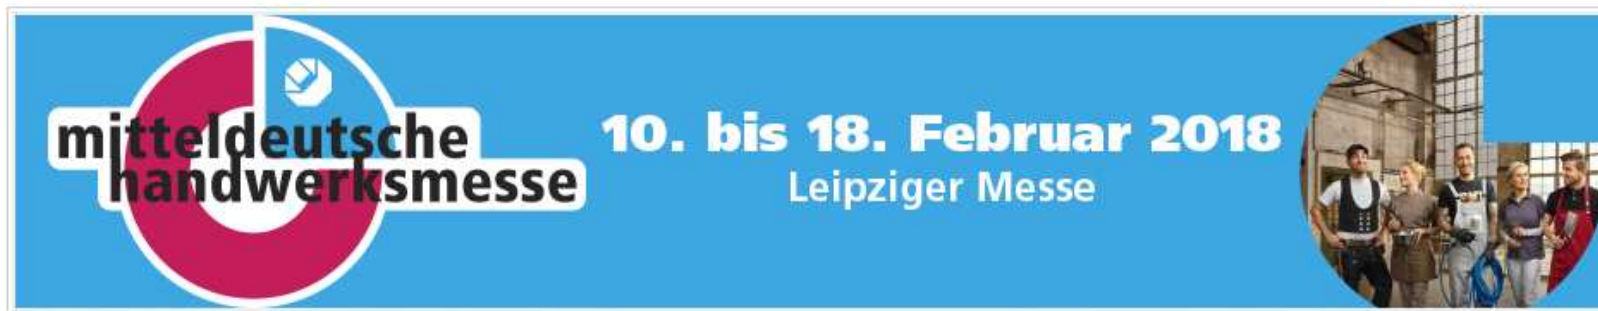 mitteldeutsche
handwerksmesse
10. bis 18. Februar 2018
Leipziger Messe